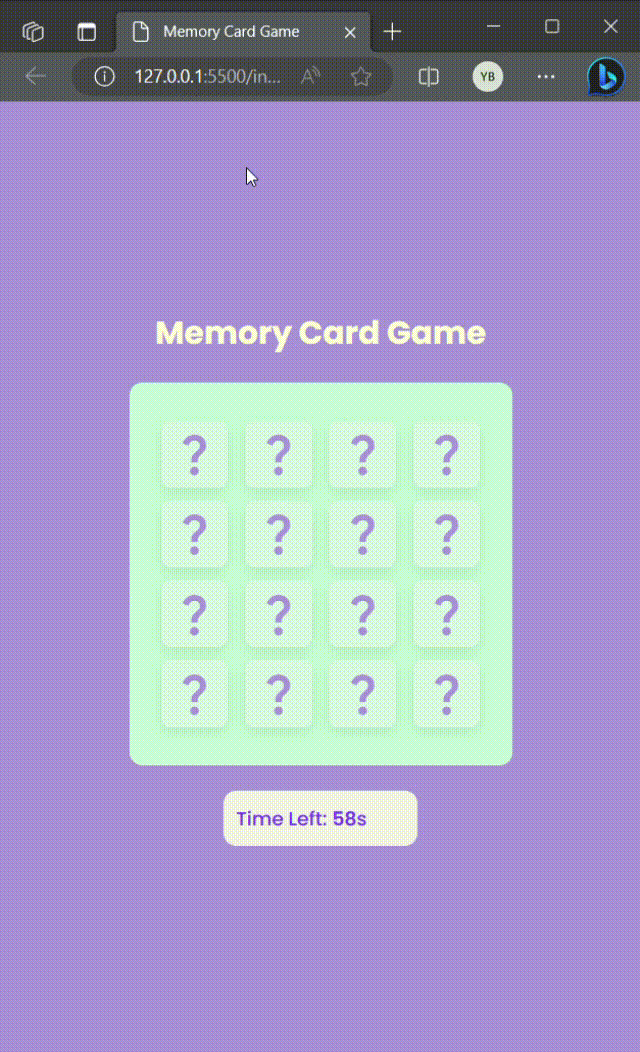 Memory Card Game
127.0.0.1:5500/in...
A
YB
Memory Card Game
? ? ? ?
? ? ? ?
? ? ? ?
? ? ? ?
Time Left: 58s